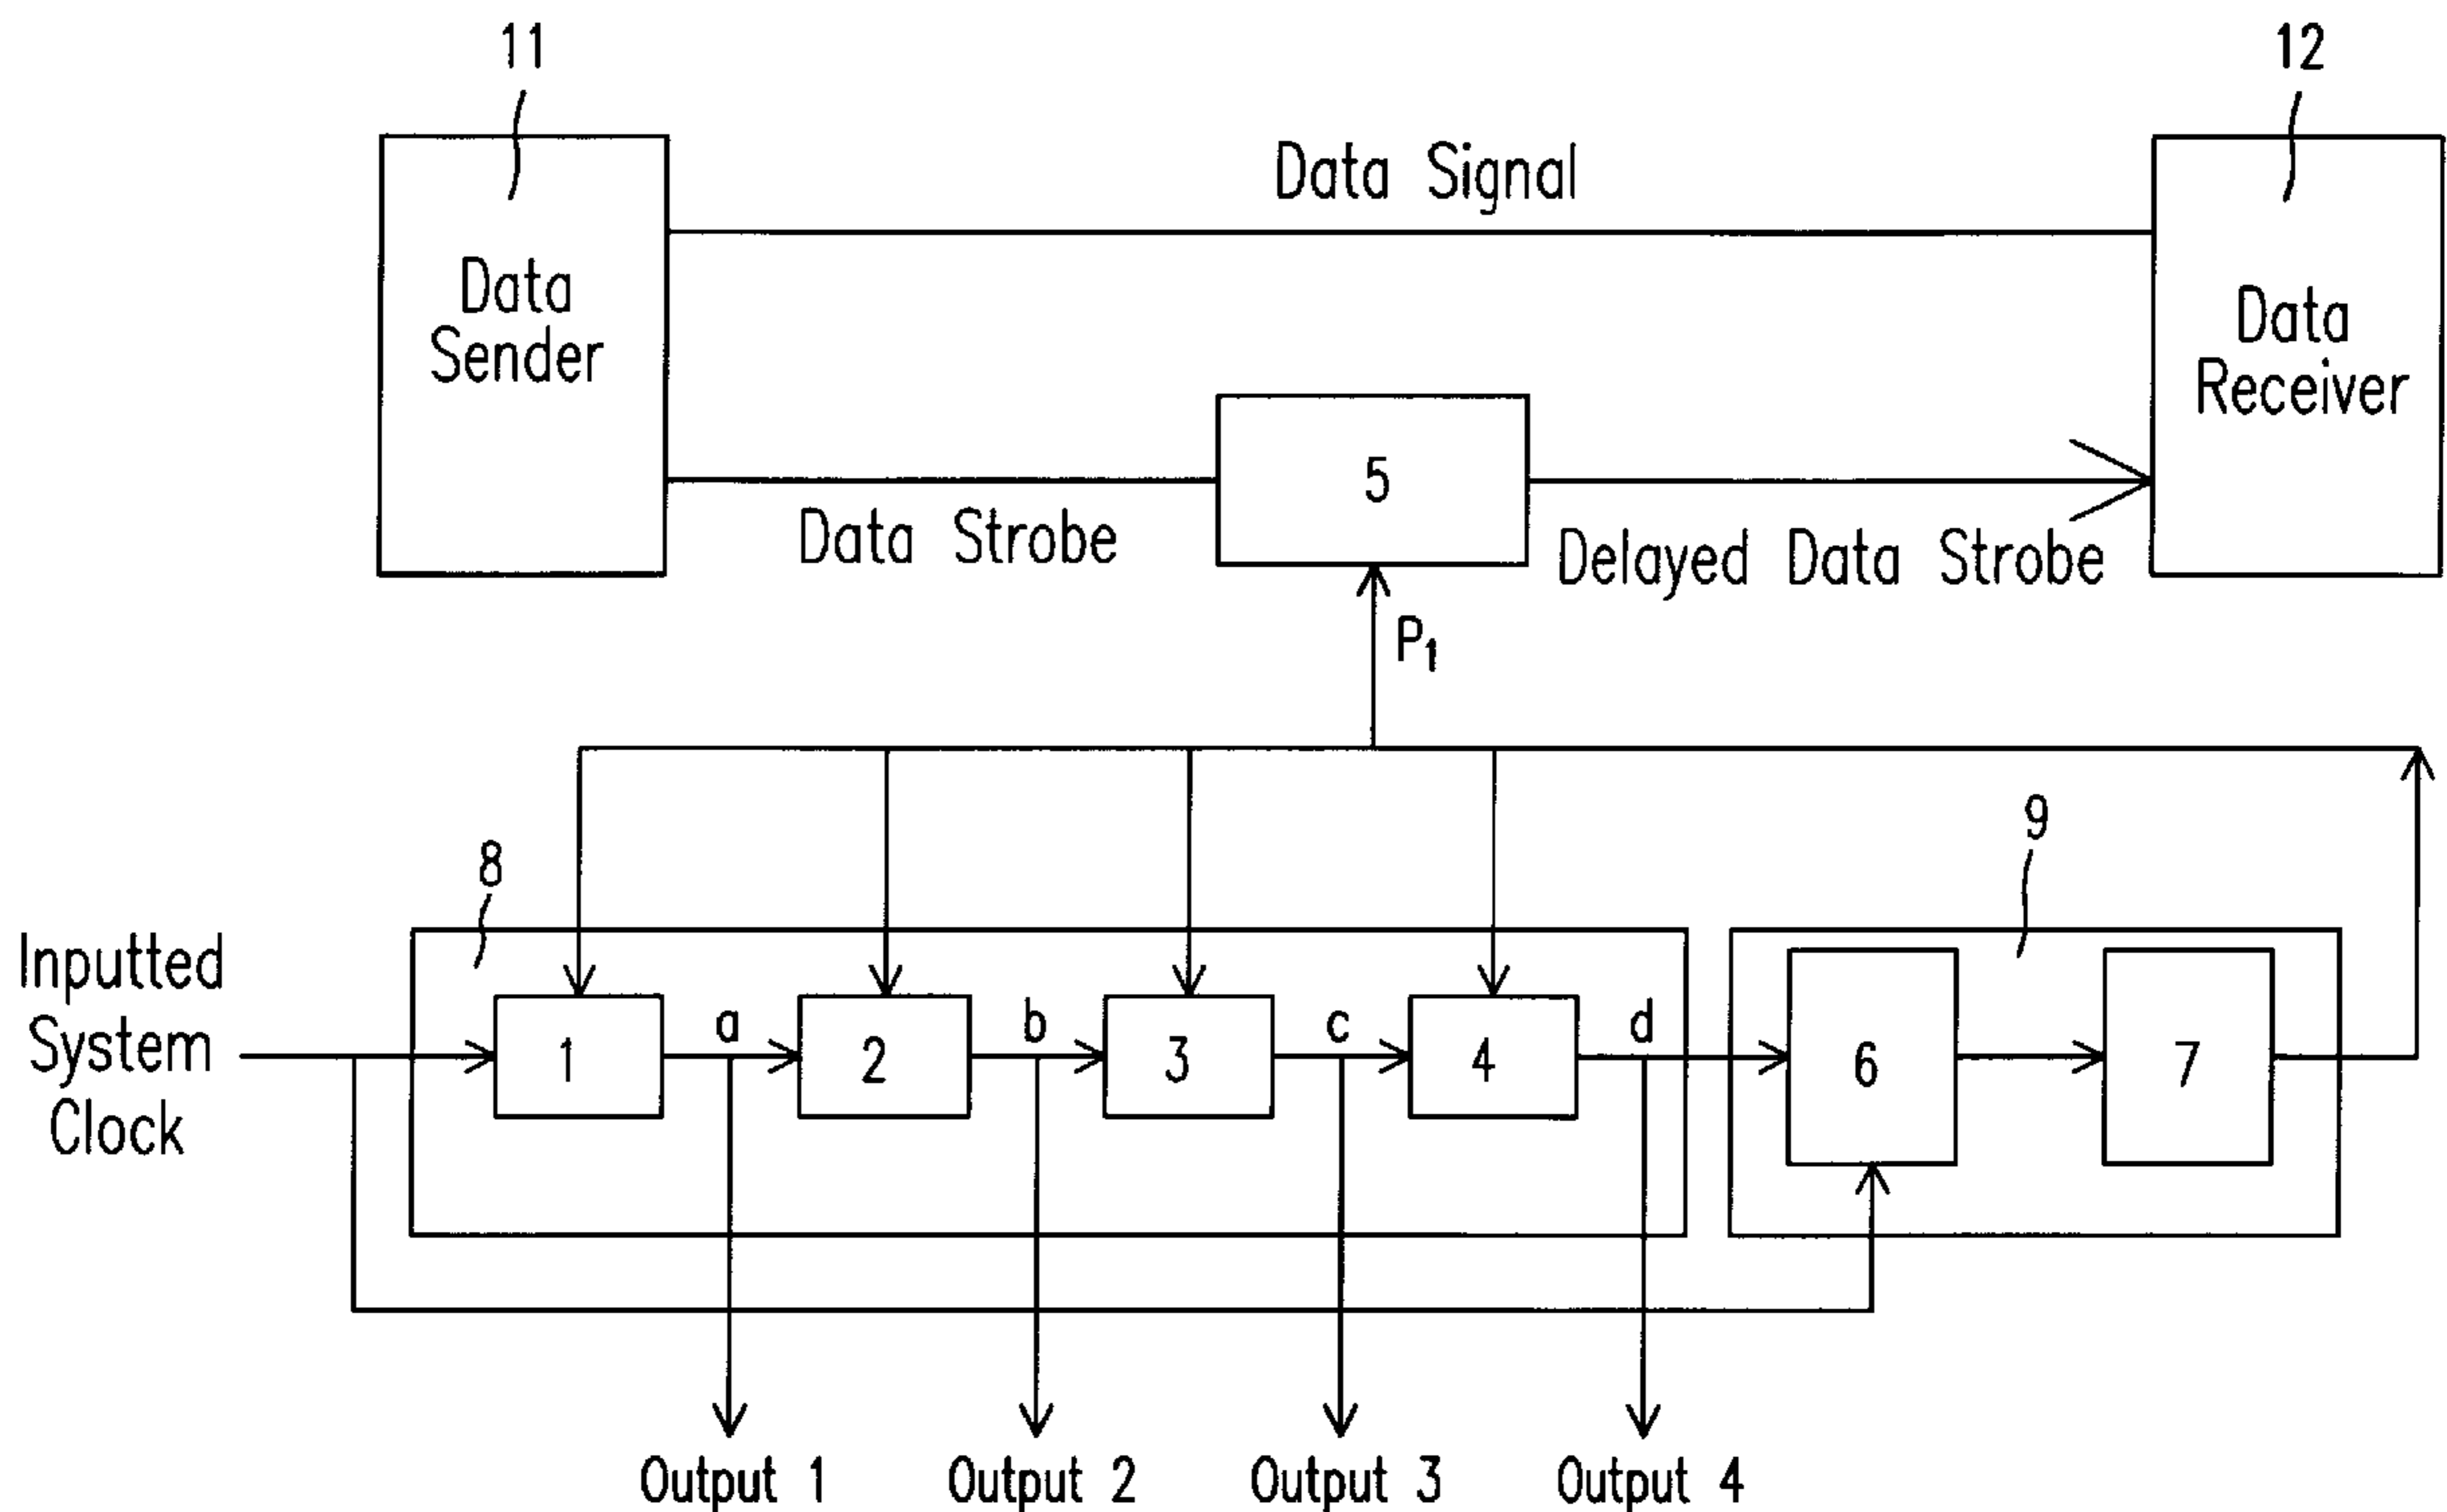 11
12
Data Signal
Data
Sender
Data
Receiver
5
Data Strobe
Delayed Data Strobe
P1
8
9
Inputted
System
Clock
1
a
2
b
3
c
4
d
6
7
Output 1
Output 2
Output 3
Output 4